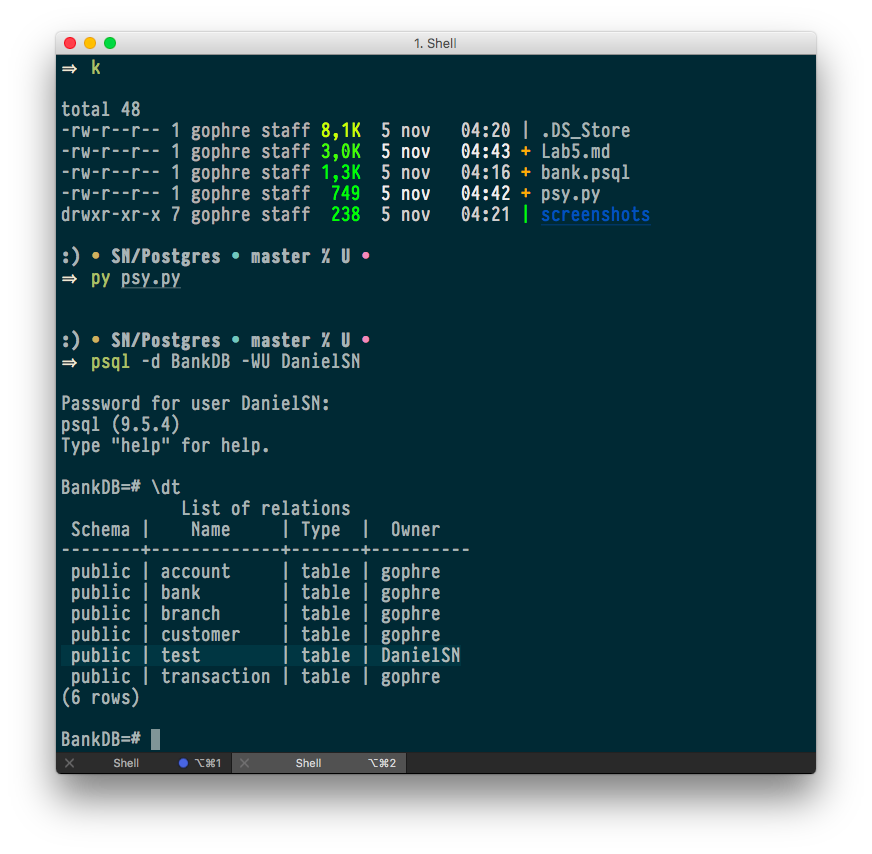 1. Shell
⇒ k
total 48
-rw-r--r-- 1 gophre staff 8,1K  5 nov   04:20 | .DS_Store
-rw-r--r-- 1 gophre staff 3,0K  5 nov   04:43 + Lab5.md
-rw-r--r-- 1 gophre staff 1,3K  5 nov   04:16 + bank.psql
-rw-r--r-- 1 gophre staff  749  5 nov   04:42 + psy.py
drwxr-xr-x 7 gophre staff  238  5 nov   04:21 | screenshots
:) • SN/Postgres • master % U •
⇒ py psy.py
:) • SN/Postgres • master % U •
⇒ psql -d BankDB -WU DanielSN
Password for user DanielSN:
psql (9.5.4)
Type "help" for help.
BankDB=# \dt
            List of relations
 Schema |    Name     | Type  |  Owner
--------+-------------+-------+----------
 public | account     | table | gophre
 public | bank        | table | gophre
 public | branch      | table | gophre
 public | customer    | table | gophre
 public | test        | table | DanielSN
 public | transaction | table | gophre
(6 rows)
BankDB=#
Shell ⌥⌘1 Shell ⌥⌘2